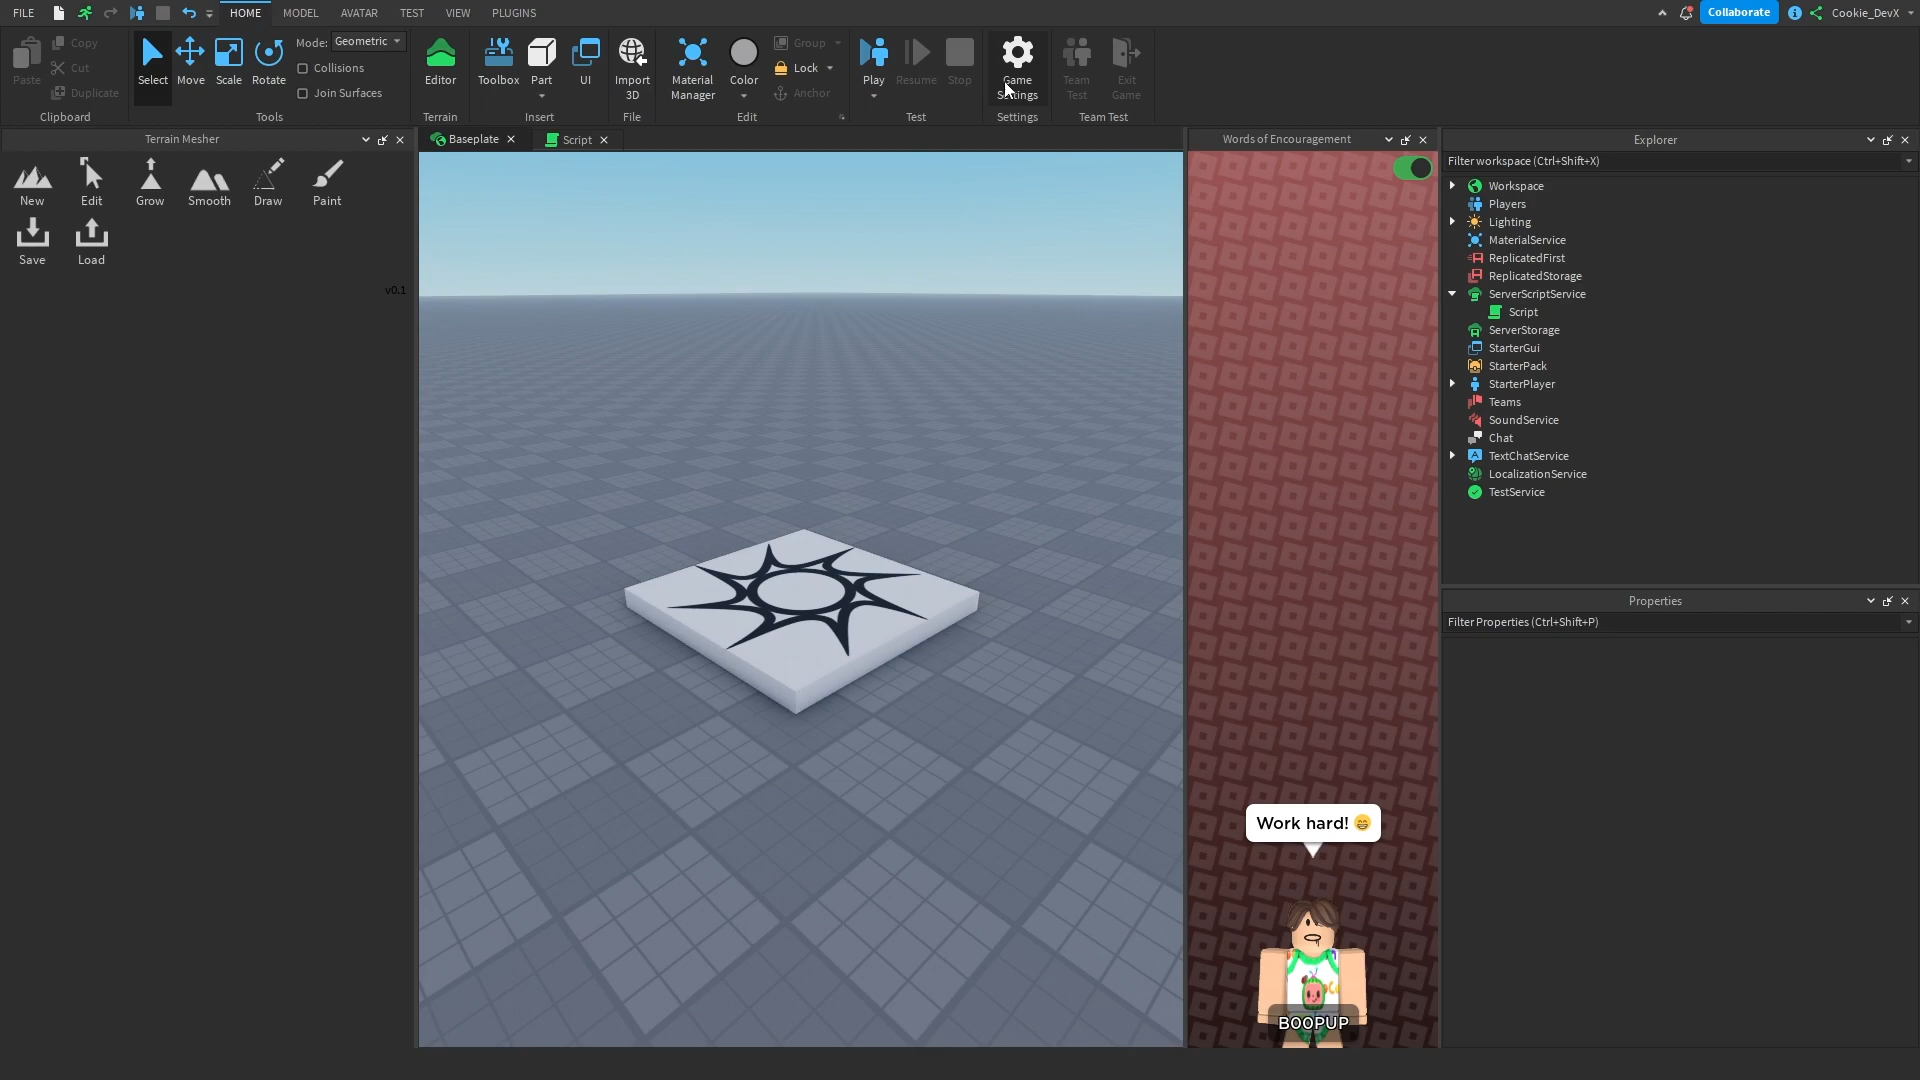 FILE
HOME
MODEL
AVATAR
TEST
VIEW
PLUGINS
Collaborate
Cookie_DevX
Paste
Copy
Cut
Duplicate
Clipboard
Select
Move
Scale
Rotate
Mode: Geometric
Collisions
Join Surfaces
Tools
Editor
Terrain
Toolbox
Part
UI
Insert
Import
3D
File
Material
Manager
Color
Group
Lock
Anchor
Edit
Play
Resume
Stop
Test
Game
Settings
Settings
Team
Test
Exit
Game
Team Test
Terrain Mesher
New
Edit
Grow
Smooth
Draw
Paint
Save
Load
v0.1
Baseplate
Script
Words of Encouragement
Work hard! 😁
BOOPUP
Explorer
Filter workspace (Ctrl+Shift+X)
Workspace
Players
Lighting
MaterialService
ReplicatedFirst
ReplicatedStorage
ServerScriptService
Script
ServerStorage
StarterGui
StarterPack
StarterPlayer
Teams
SoundService
Chat
TextChatService
LocalizationService
TestService
Properties
Filter Properties (Ctrl+Shift+P)